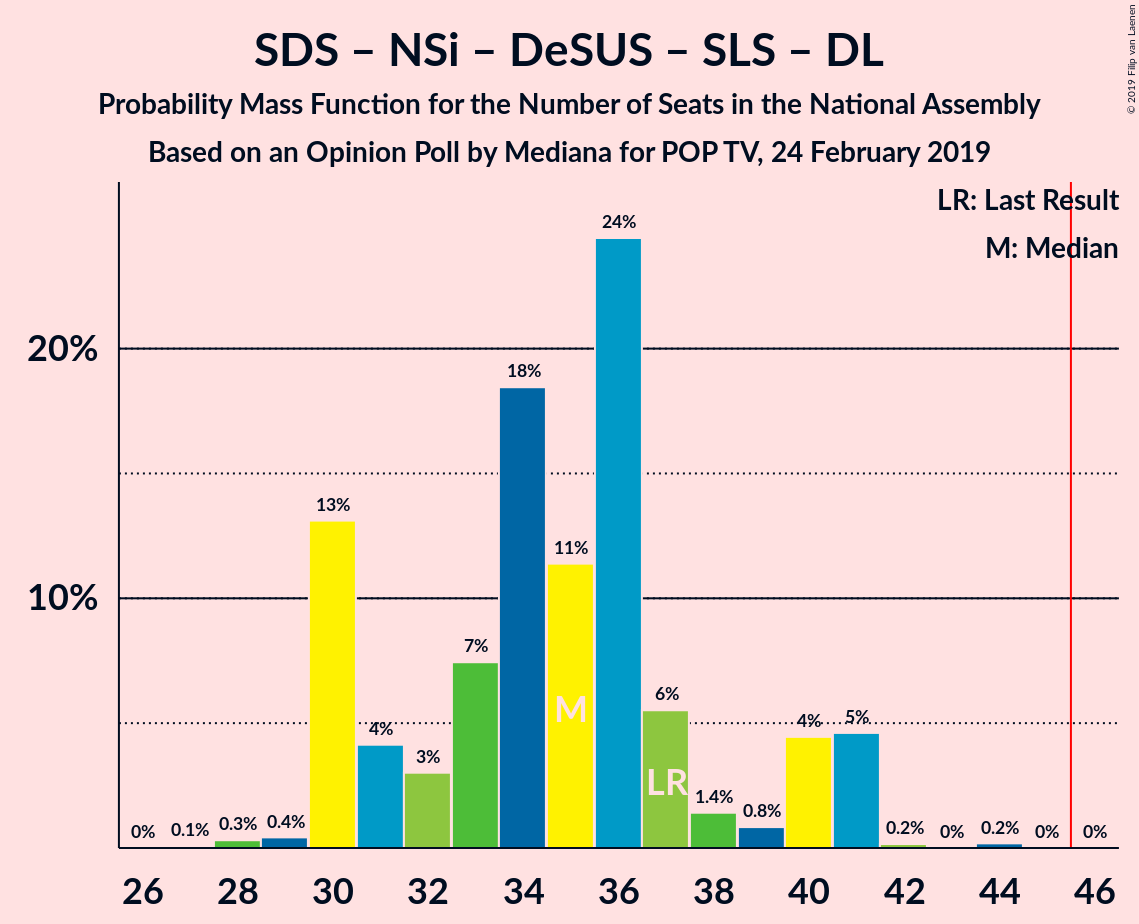 SDS – NSi – DeSUS – SLS – DL
Probability Mass Function for the Number of Seats in the National Assembly
Based on an Opinion Poll by Mediana for POP TV, 24 February 2019
© 2019 Filip van Laenen
LR: Last Result
M: Median
20%
10%
0%
0.1%
0.3%
0.4%
13%
4%
3%
7%
18%
11%
24%
6%
1.4%
0.8%
4%
5%
0.2%
0%
0.2%
0%
0%
M
LR
26 28 30 32 34 36 38 40 42 44 46